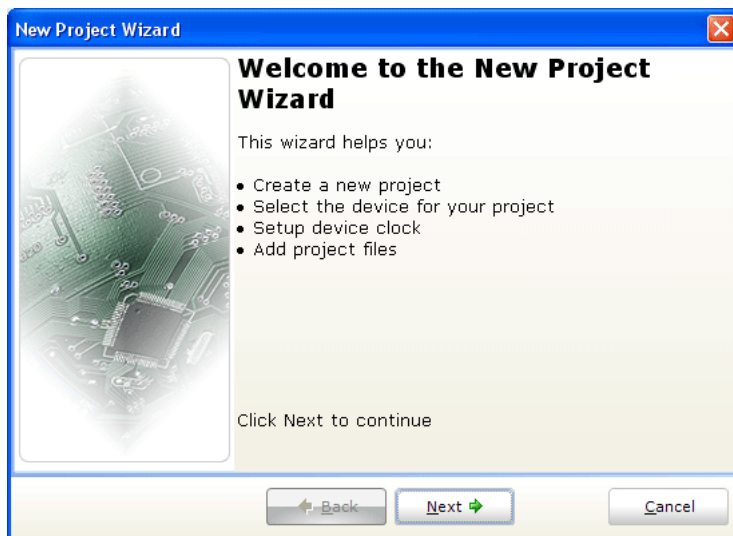 New Project Wizard
Welcome to the New Project
Wizard
This wizard helps you:
• Create a new project
• Select the device for your project
• Setup device clock
• Add project files
Click Next to continue
Back
Next
Cancel